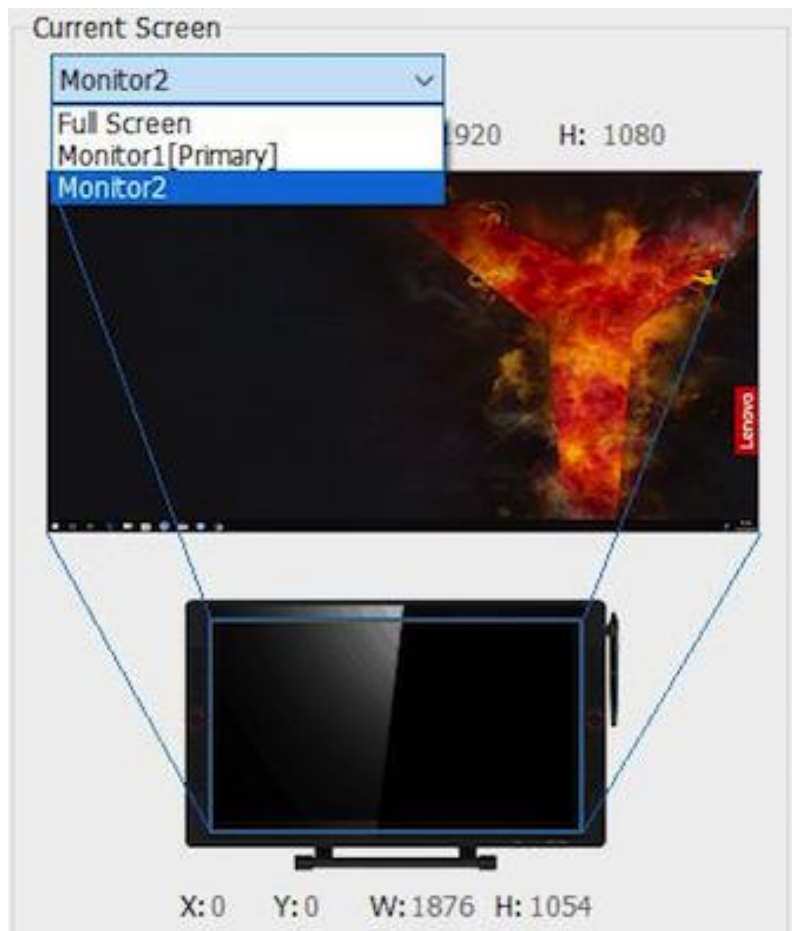 Current Screen
Monitor2
Full Screen
Monitor1[Primary]
1920 H: 1080
Monitor2
Lenovo
X: 0 Y: 0 W: 1876 H: 1054